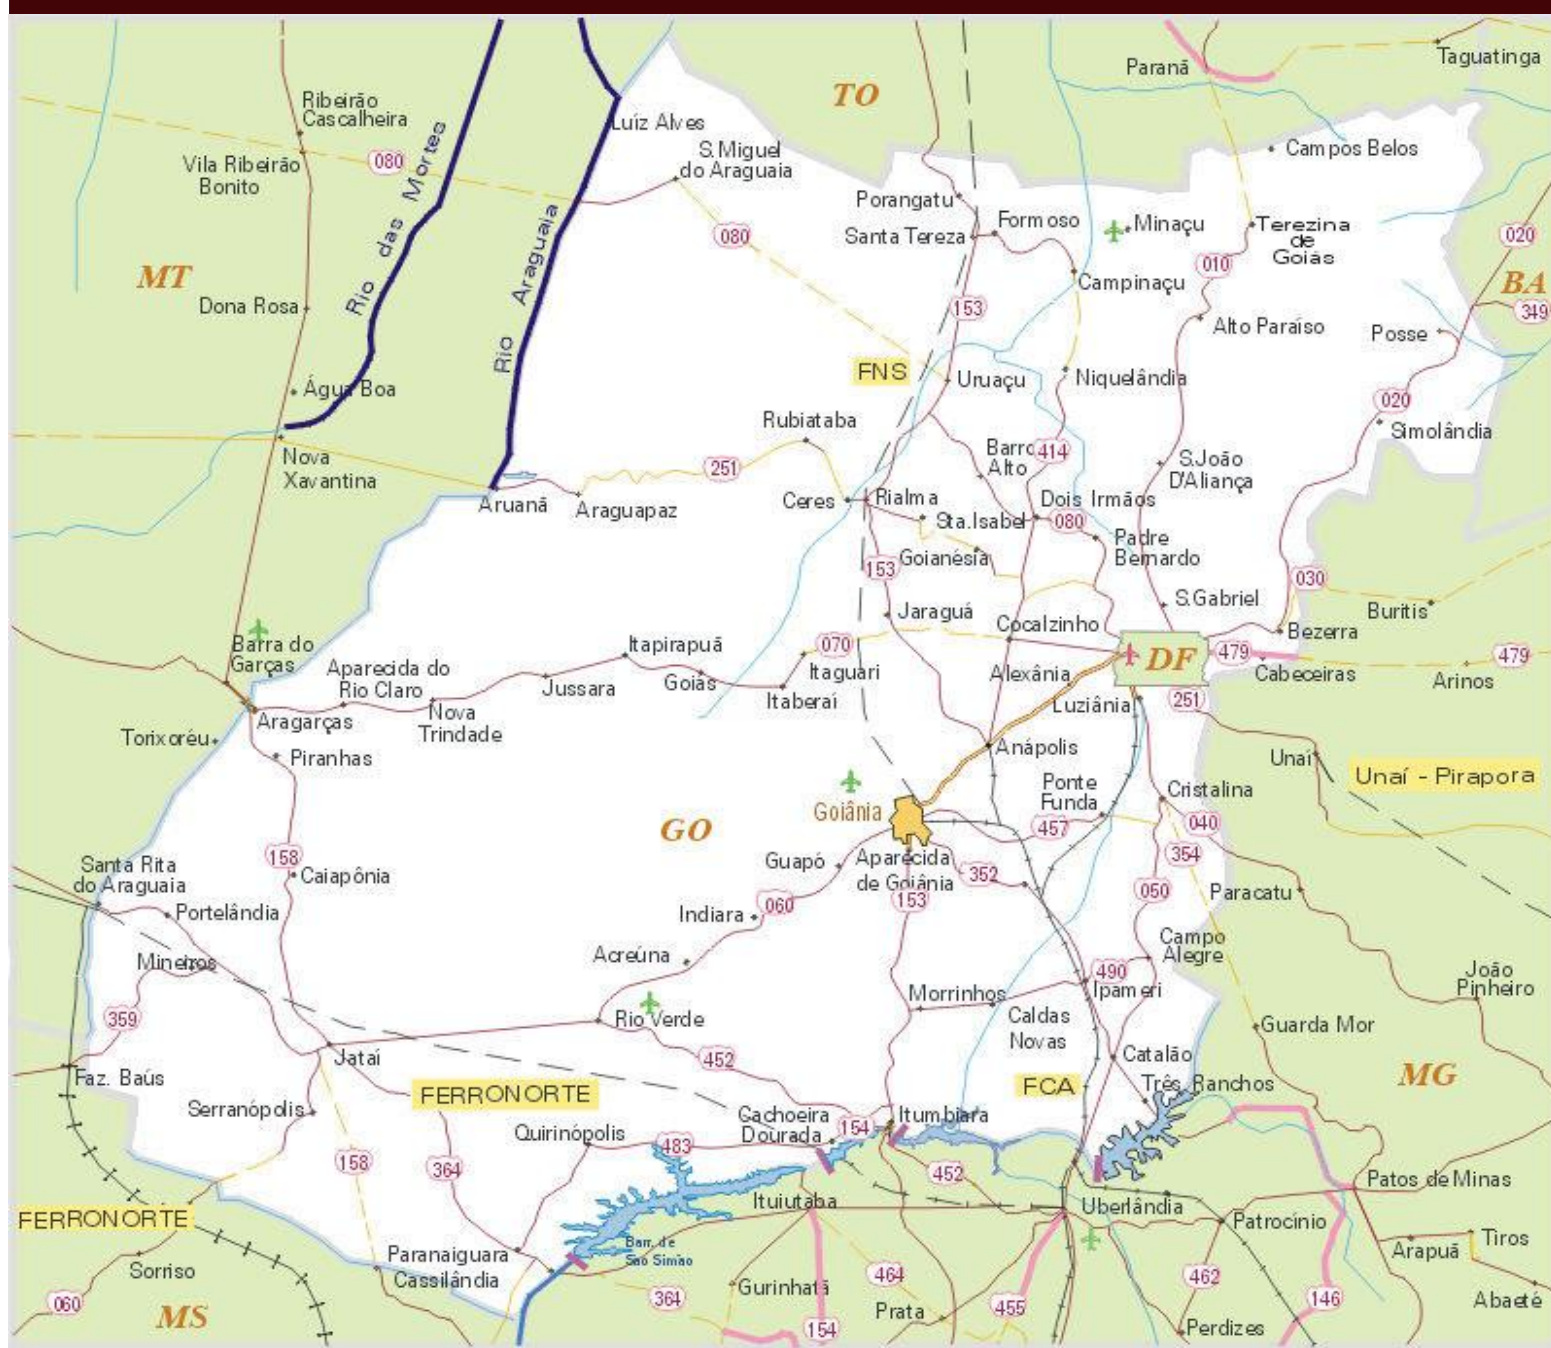 Taguatinga
Paranã
TO
Ribeirão
Cascalheira
Luíz Alves
080
Vila Ribeirão
Bonito
Rio das Mortes
S. Miguel
do Araguaia
Campos Belos
Porangatu
Formoso
Santa Tereza
Minaçu
Terezina
de
Goiás
020
080
010
MT
Rio Araguaia
Campinaçu
BA
349
Dona Rosa
153
Alto Paraíso
Posse
FNS
Uruaçu
Niquelândia
Água Boa
020
Rubiataba
Simolândia
Nova
Xavantina
251
Barro
Alto
414
S.João
D'Aliança
Aruanã
Araguapaz
Ceres
Rialma
Dois Irmãos
Sta.Isabel
080
Padre
Bernardo
Goianésia
153
030
S.Gabriel
Buritis
Jaraguá
Cocalzinho
Bezerra
Barra do
Garças
Itapirapuã
070
DF
479
479
Aparecida do
Rio Claro
Jussara
Goiás
Itaguari
Alexânia
Cabeceiras
Arinos
Itaberaí
Luziânia
251
Aragarças
Nova
Trindade
Torixoréu
Piranhas
Anápolis
Unaí
Unaí - Pirapora
Ponte
Funda
Cristalina
Goiânia
GO
457
040
158
Santa Rita
do Araguaia
Caiapônia
Guapó
Aparecida
de Goiânia
352
354
050
Paracatu
Portelândia
Indiara
060
153
Mineiros
Acreúna
Campo
Alegre
490
João
Pinheiro
Ipameri
359
Rio Verde
Morrinhos
Caldas
Novas
Guarda Mor
452
Jataí
Catalão
Faz. Baús
FERRONORTE
FCA
Três. Ranchos
MG
Serranópolis
Cachoeira
Dourada
154
Itumbiara
Quirinópolis
483
158
364
452
Patos de Minas
FERRONORTE
Ituiutaba
Uberlândia
Patrocínio
Paranaiguara
Barr. de
São Simão
Arapuã
Tiros
Sorriso
Cassilândia
464
462
Gurinhatã
060
364
455
146
Abaeté
MS
154
Prata
Perdizes